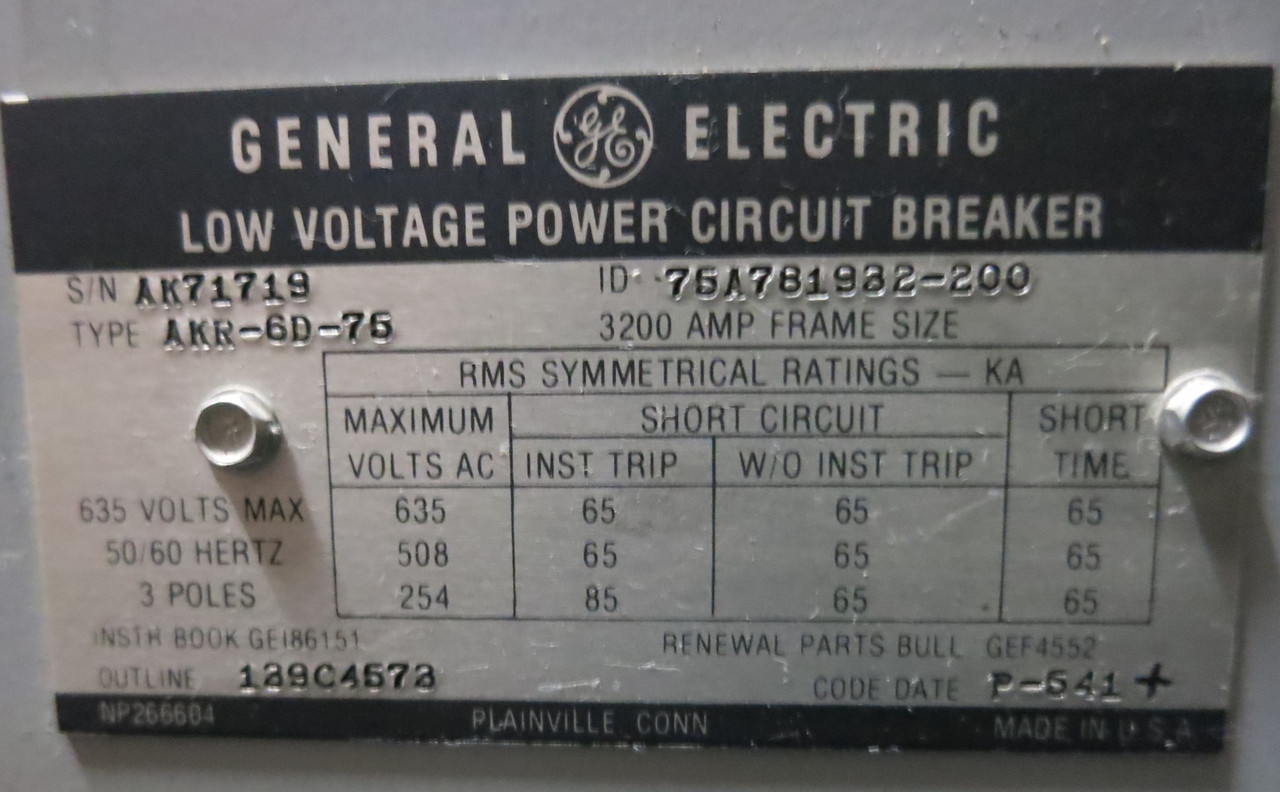 GENERAL GE ELECTRIC
LOW VOLTAGE POWER CIRCUIT BREAKER
S/N AK71719 ID 75A781932-200
TYPE AKR-6D-75 3200 AMP FRAME SIZE
RMS SYMMETRICAL RATINGS — KA
MAXIMUM SHORT CIRCUIT SHORT
VOLTS AC INST TRIP W/O INST TRIP TIME
635 VOLTS MAX 635 65 65 65
50/60 HERTZ 508 65 65 65
3 POLES 254 85 65 65
INSTR BOOK GEI86151 RENEWAL PARTS BULL GEF4552
OUTLINE 139C4573 CODE DATE P-541 +
NP266604 PLAINVILLE, CONN MADE IN U.S.A